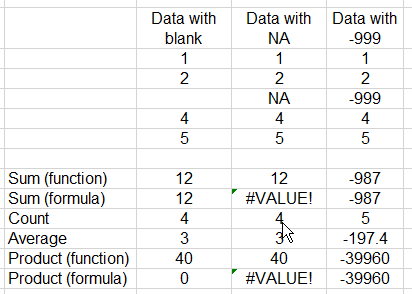 Data with Data with Data with
blank NA -999
1 1 1
2 2 2
NA -999
4 4 4
5 5 5
Sum (function) 12 12 -987
Sum (formula) 12 #VALUE! -987
Count 4 4 5
Average 3 3 -197.4
Product (function) 40 40 -39960
Product (formula) 0 #VALUE! -39960